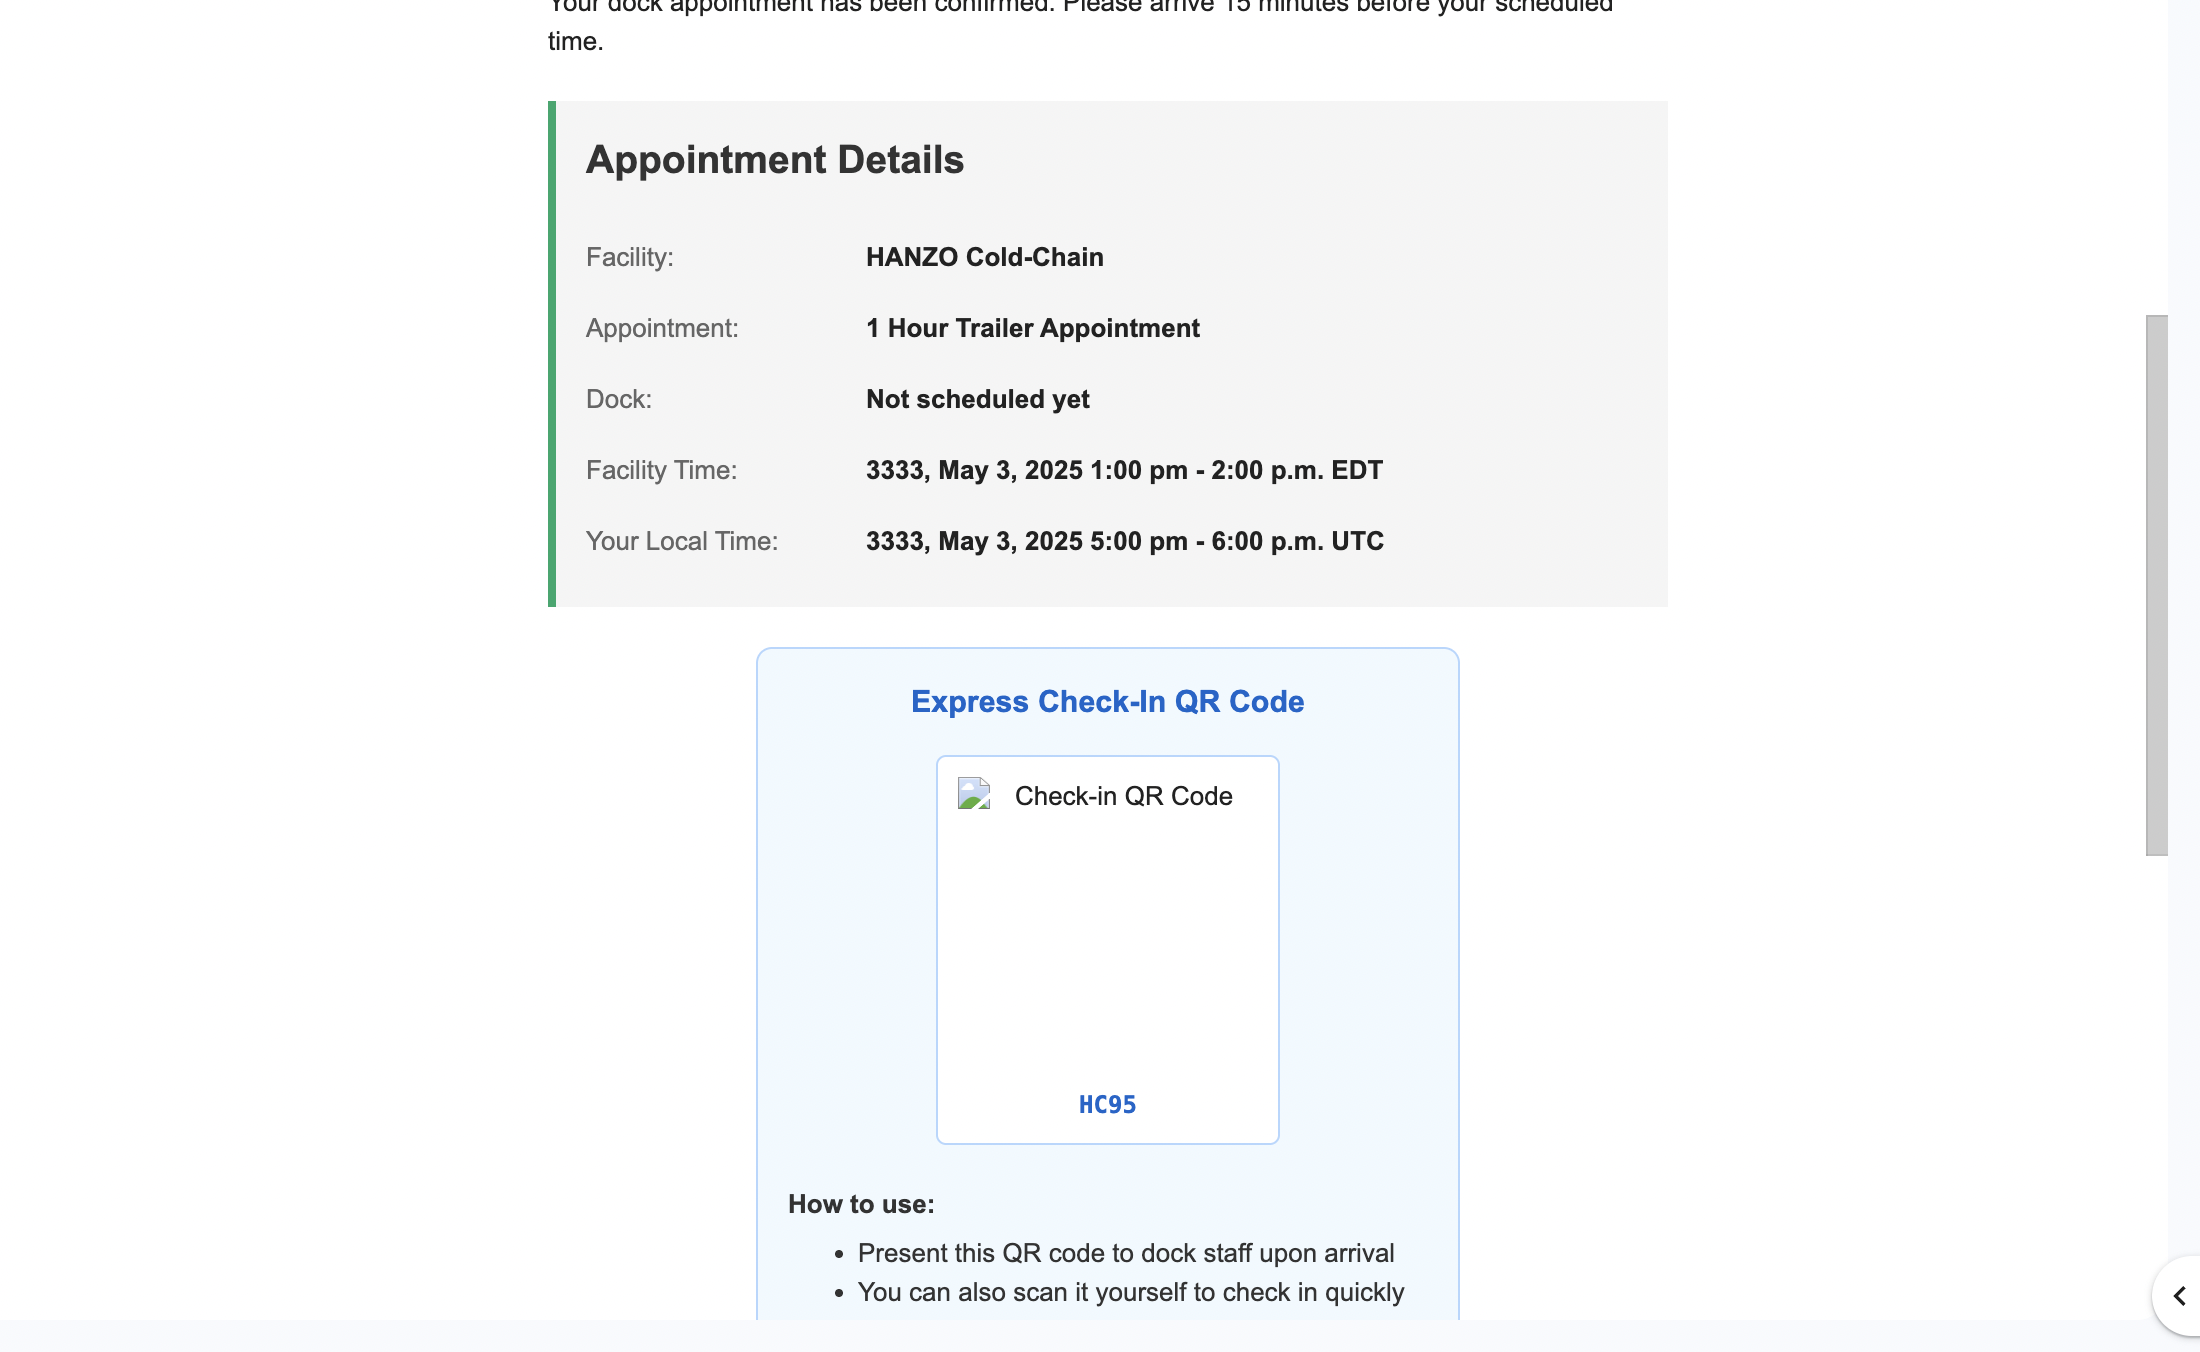 Your dock appointment has been confirmed. Please arrive 15 minutes before your scheduled
time.
Appointment Details
Facility: HANZO Cold-Chain
Appointment: 1 Hour Trailer Appointment
Dock: Not scheduled yet
Facility Time: 3333, May 3, 2025 1:00 pm - 2:00 p.m. EDT
Your Local Time: 3333, May 3, 2025 5:00 pm - 6:00 p.m. UTC
Express Check-In QR Code
Check-in QR Code
HC95
How to use:
• Present this QR code to dock staff upon arrival
• You can also scan it yourself to check in quickly